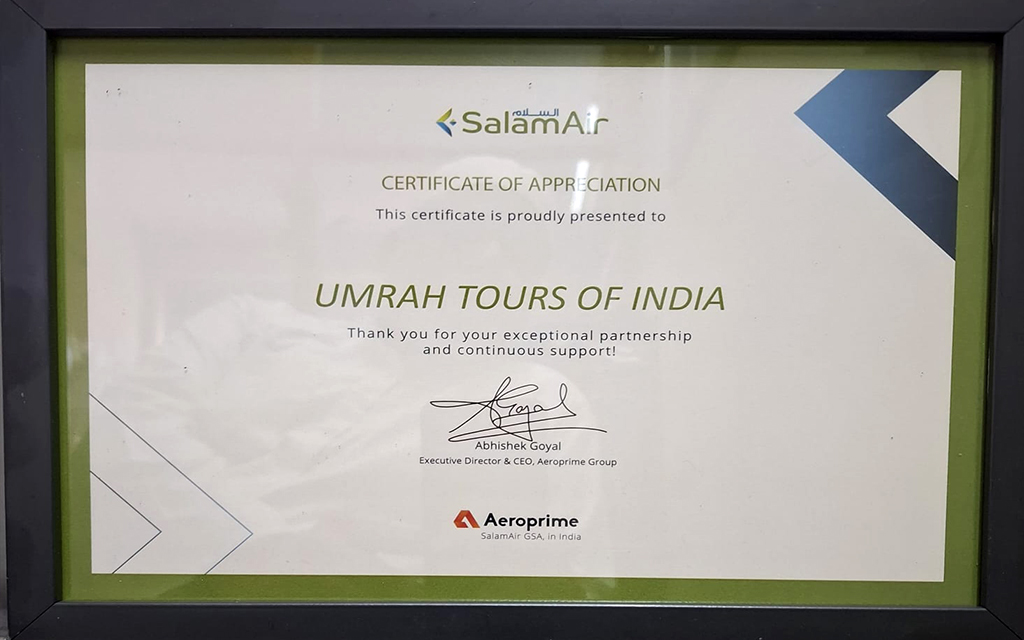 السلام
SalamAir
CERTIFICATE OF APPRECIATION
This certificate is proudly presented to
UMRAH TOURS OF INDIA
Thank you for your exceptional partnership
and continuous support!
AGoyal
Abhishek Goyal
Executive Director & CEO, Aeroprime Group
Aeroprime
SalamAir GSA, in India